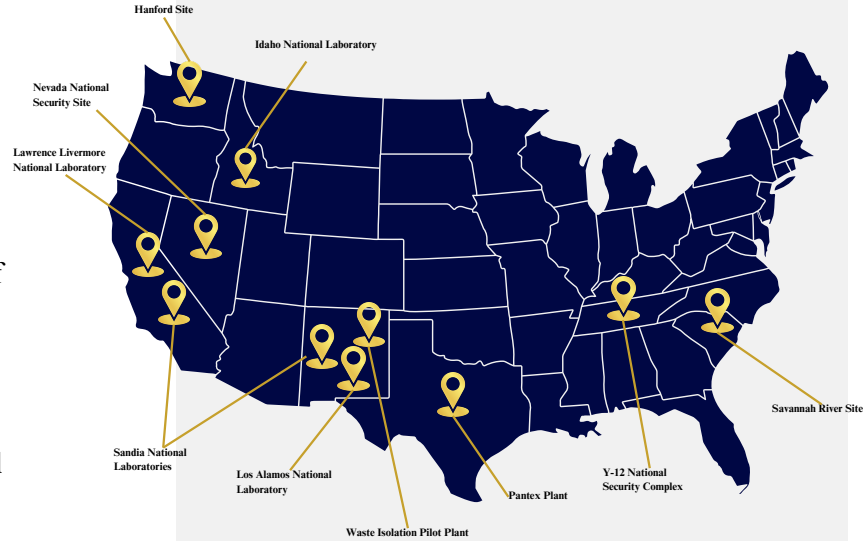 Hanford Site
Idaho National Laboratory
Nevada National
Security Site
Lawrence Livermore
National Laboratory
f
Savannah River Site
Sandia National
Laboratories
l
Los Alamos National
Laboratory
Y-12 National
Security Complex
Pantex Plant
Waste Isolation Pilot Plant